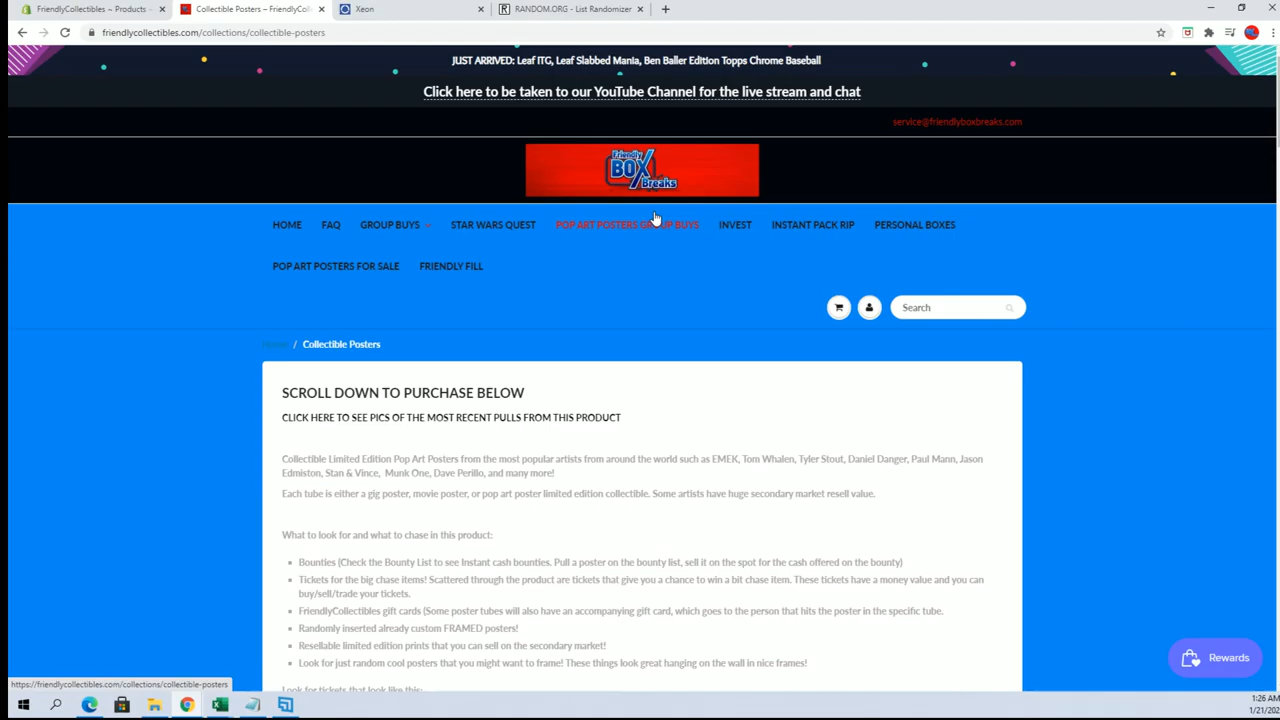 FriendlyCollectibles ~ Products ~
Collectible Posters – FriendlyCo
Xeon
RANDOM.ORG - List Randomizer
friendlycollectibles.com/collections/collectible-posters
JUST ARRIVED: Leaf ITG, Leaf Slabbed Mania, Ben Baller Edition Topps Chrome Baseball
Click here to be taken to our YouTube Channel for the live stream and chat
service@friendlyboxbreaks.com
Friendly
BOX
Breaks
HOME FAQ GROUP BUYS STAR WARS QUEST POP ART POSTERS GROUP BUYS INVEST INSTANT PACK RIP PERSONAL BOXES
POP ART POSTERS FOR SALE FRIENDLY FILL
Search
Home / Collectible Posters
SCROLL DOWN TO PURCHASE BELOW
CLICK HERE TO SEE PICS OF THE MOST RECENT PULLS FROM THIS PRODUCT
Collectible Limited Edition Pop Art Posters from the most popular artists from around the world such as EMEK, Tom Whalen, Tyler Stout, Daniel Danger, Paul Mann, Jason
Edmiston, Stan & Vince, Munk One, Dave Perillo, and many more!
Each tube is either a gig poster, movie poster, or pop art poster limited edition collectible. Some artists have huge secondary market resell value.
What to look for and what to chase in this product:
Bounties (Check the Bounty List to see Instant cash bounties. Pull a poster on the bounty list, sell it on the spot for the cash offered on the bounty)
Tickets for the big chase items! Scattered through the product are tickets that give you a chance to win a bit chase item. These tickets have a money value and you can
buy/sell/trade your tickets.
FriendlyCollectibles gift cards (Some poster tubes will also have an accompanying gift card, which goes to the person that hits the poster in the specific tube.
Randomly inserted already custom FRAMED posters!
Resellable limited edition prints that you can sell on the secondary market!
Look for just random cool posters that you might want to frame! These things look great hanging on the wall in nice frames!
Look for tickets that look like this:
Rewards
https://friendlycollectibles.com/collections/collectible-posters
1:26 AM
1/21/202